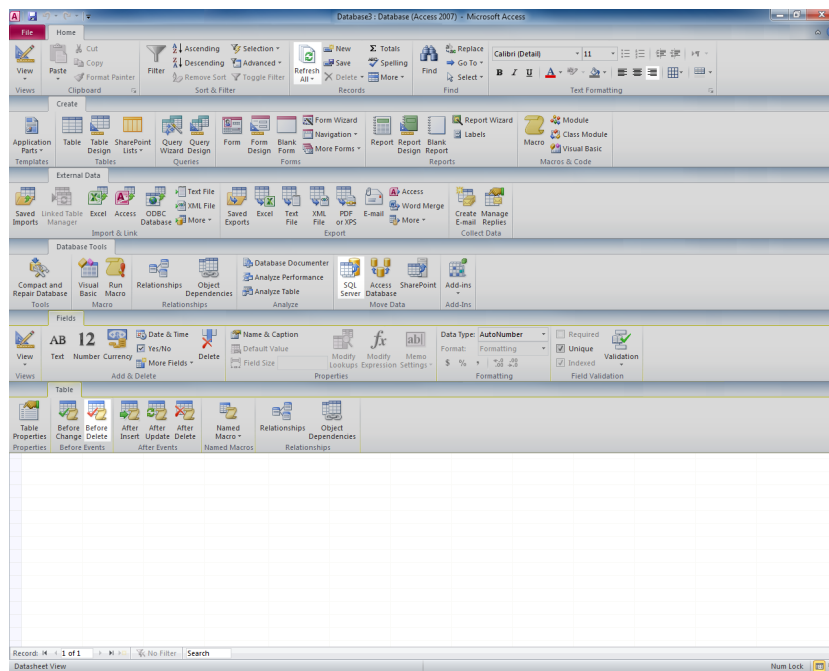 Database3 : Database (Access 2007) - Microsoft Access
File Home
Cut Ascending Selection New Totals Replace Calibri (Detail) 11
Copy Descending Advanced Save Spelling Go To
View Paste Format Painter Filter Remove Sort Toggle Filter Refresh All Delete More Find Select B I U A
Views Clipboard Sort & Filter Records Find Text Formatting
Create
Form Wizard Report Wizard Module
Navigation Labels Class Module
Application Parts Table Table Design SharePoint Lists Query Wizard Query Design Form Form Design Blank Form More Forms Report Report Design Blank Report Macro Visual Basic
Templates Tables Queries Forms Reports Macros & Code
External Data
Text File Access
XML File Word Merge
Saved Imports Linked Table Manager Excel Access ODBC Database More Saved Exports Excel Text File XML File PDF or XPS E-mail More Create E-mail Manage Replies
Import & Link Export Collect Data
Database Tools
Database Documenter
Analyze Performance
Compact and Repair Database Visual Basic Run Macro Relationships Object Dependencies Analyze Table SQL Server Access Database SharePoint Add-ins
Tools Macro Relationships Analyze Move Data Add-Ins
Fields
AB 12 Date & Time Name & Caption fx ab Data Type: AutoNumber Required
Yes/No Default Value Format: Formatting Unique
View Text Number Currency More Fields Delete Field Size Modify Lookups Modify Expression Memo Settings $ % Indexed Validation
Views Add & Delete Properties Formatting Field Validation
Table
Table Properties Before Change Before Delete After Insert After Update After Delete Named Macro Relationships Object Dependencies
Properties Before Events After Events Named Macros Relationships
Record: 1 of 1 No Filter Search
Datasheet View Num Lock